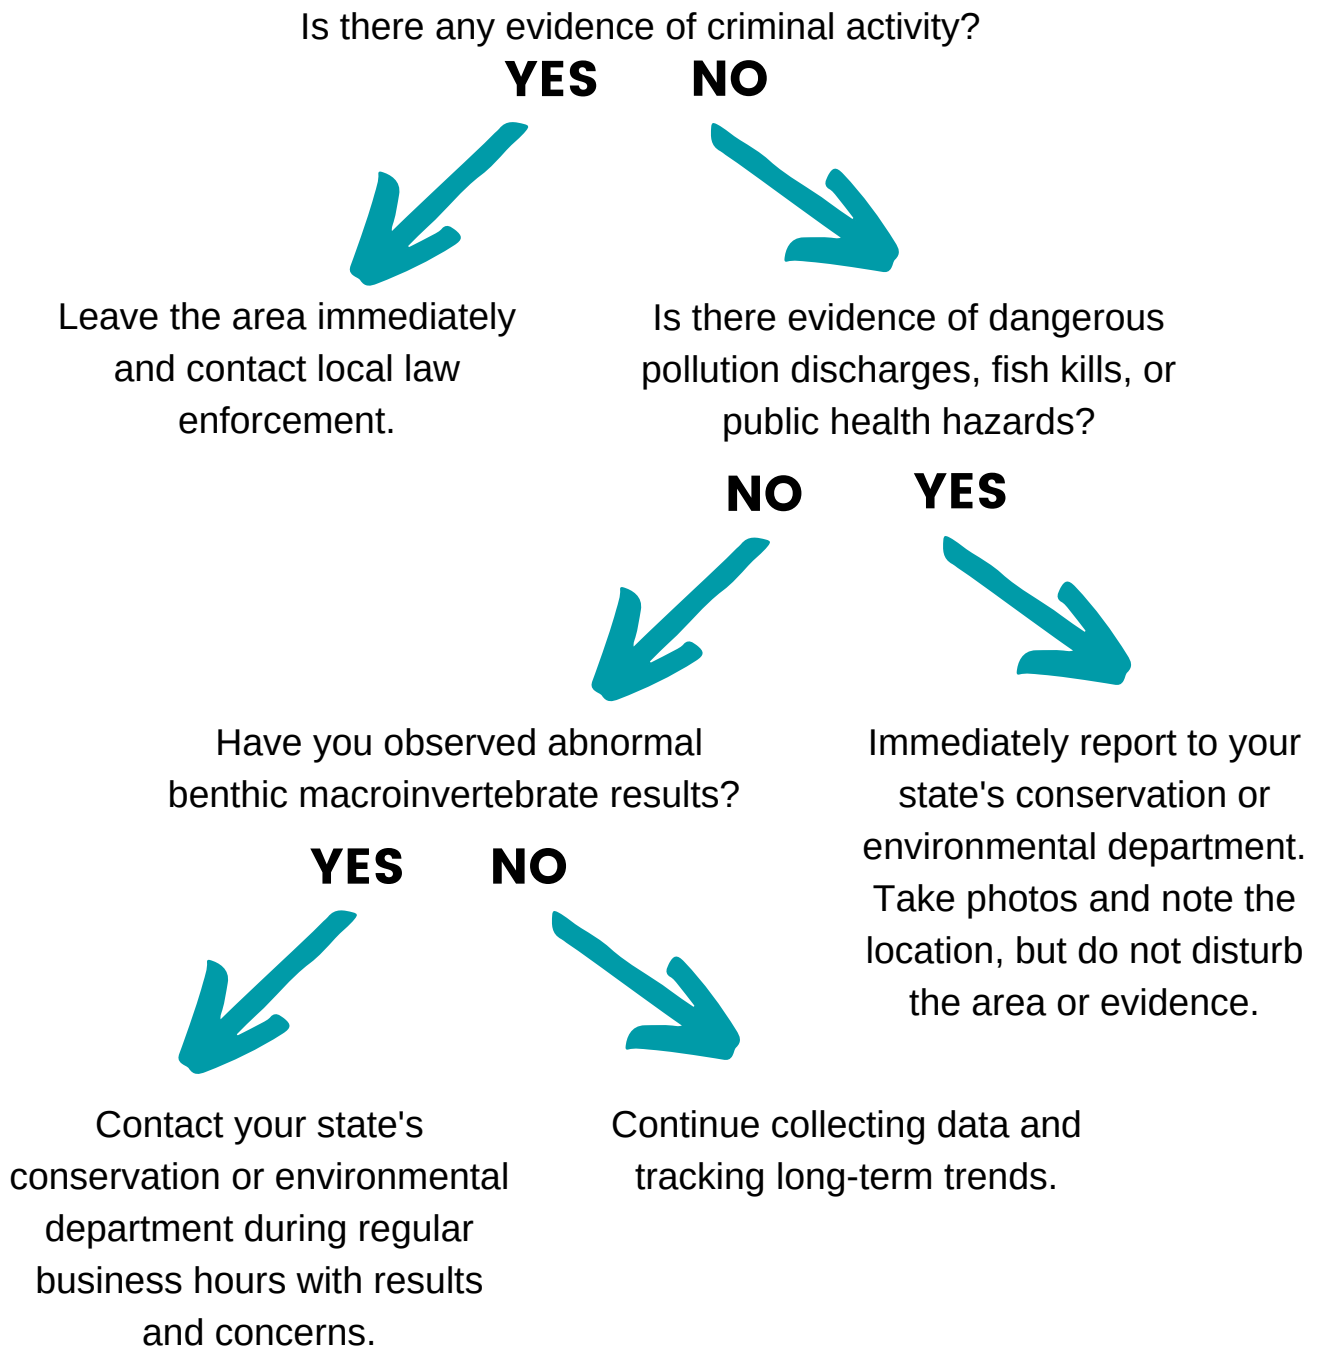 Is there any evidence of criminal activity?
YES NO
Leave the area immediately
and contact local law
enforcement.
Is there evidence of dangerous
pollution discharges, fish kills, or
public health hazards?
NO YES
Have you observed abnormal
benthic macroinvertebrate results?
YES NO
Immediately report to your
state's conservation or
environmental department.
Take photos and note the
location, but do not disturb
the area or evidence.
Contact your state's
conservation or environmental
department during regular
business hours with results
and concerns.
Continue collecting data and
tracking long-term trends.